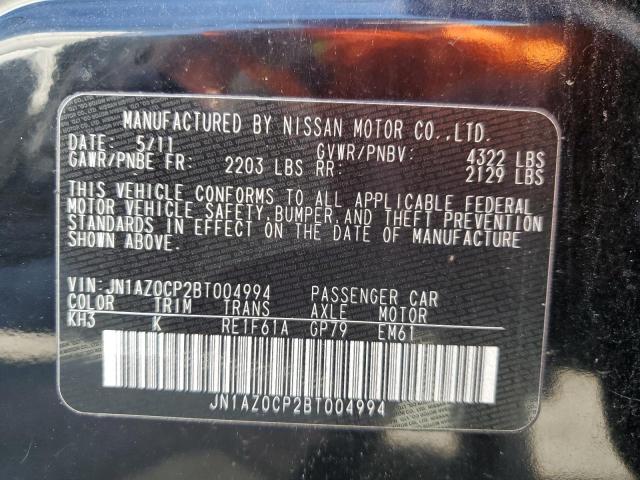 MANUFACTURED BY NISSAN MOTOR CO.,LTD.
DATE: 5/11 GVWR/PNBV: 4322 LBS
GAWR/PNBE FR: 2203 LBS RR: 2129 LBS
THIS VEHICLE CONFORMS TO ALL APPLICABLE FEDERAL
MOTOR VEHICLE SAFETY, BUMPER, AND THEFT PREVENTION
STANDARDS IN EFFECT ON THE DATE OF MANUFACTURE
SHOWN ABOVE.
VIN: JN1AZ0CP2BT004994 PASSENGER CAR
COLOR TRIM TRANS AXLE MOTOR
KH3 K RE1F61A GP79 EM61
JN1AZ0CP2BT004994